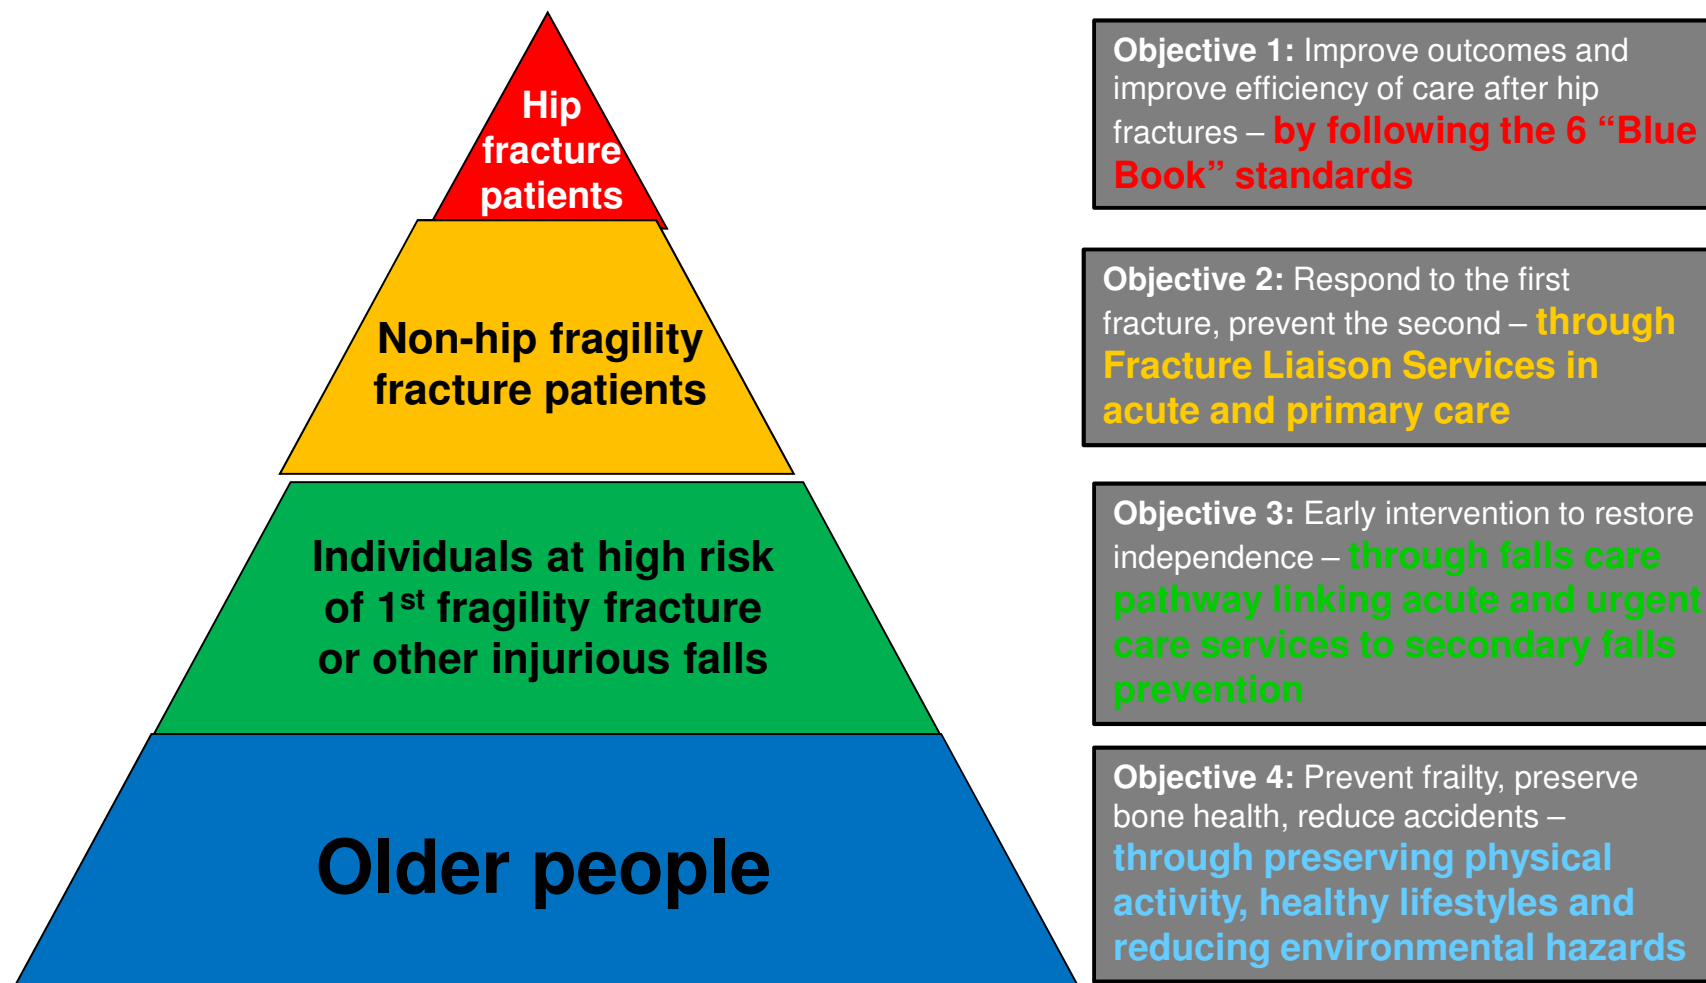 Hip
fracture
patients
Objective 1: Improve outcomes and
improve efficiency of care after hip
fractures – by following the 6 “Blue
Book” standards
Non-hip fragility
fracture patients
Objective 2: Respond to the first
fracture, prevent the second – through
Fracture Liaison Services in
acute and primary care
Individuals at high risk
of 1st fragility fracture
or other injurious falls
Objective 3: Early intervention to restore
independence – through falls care
pathway linking acute and urgent
care services to secondary falls
prevention
Older people
Objective 4: Prevent frailty, preserve
bone health, reduce accidents –
through preserving physical
activity, healthy lifestyles and
reducing environmental hazards